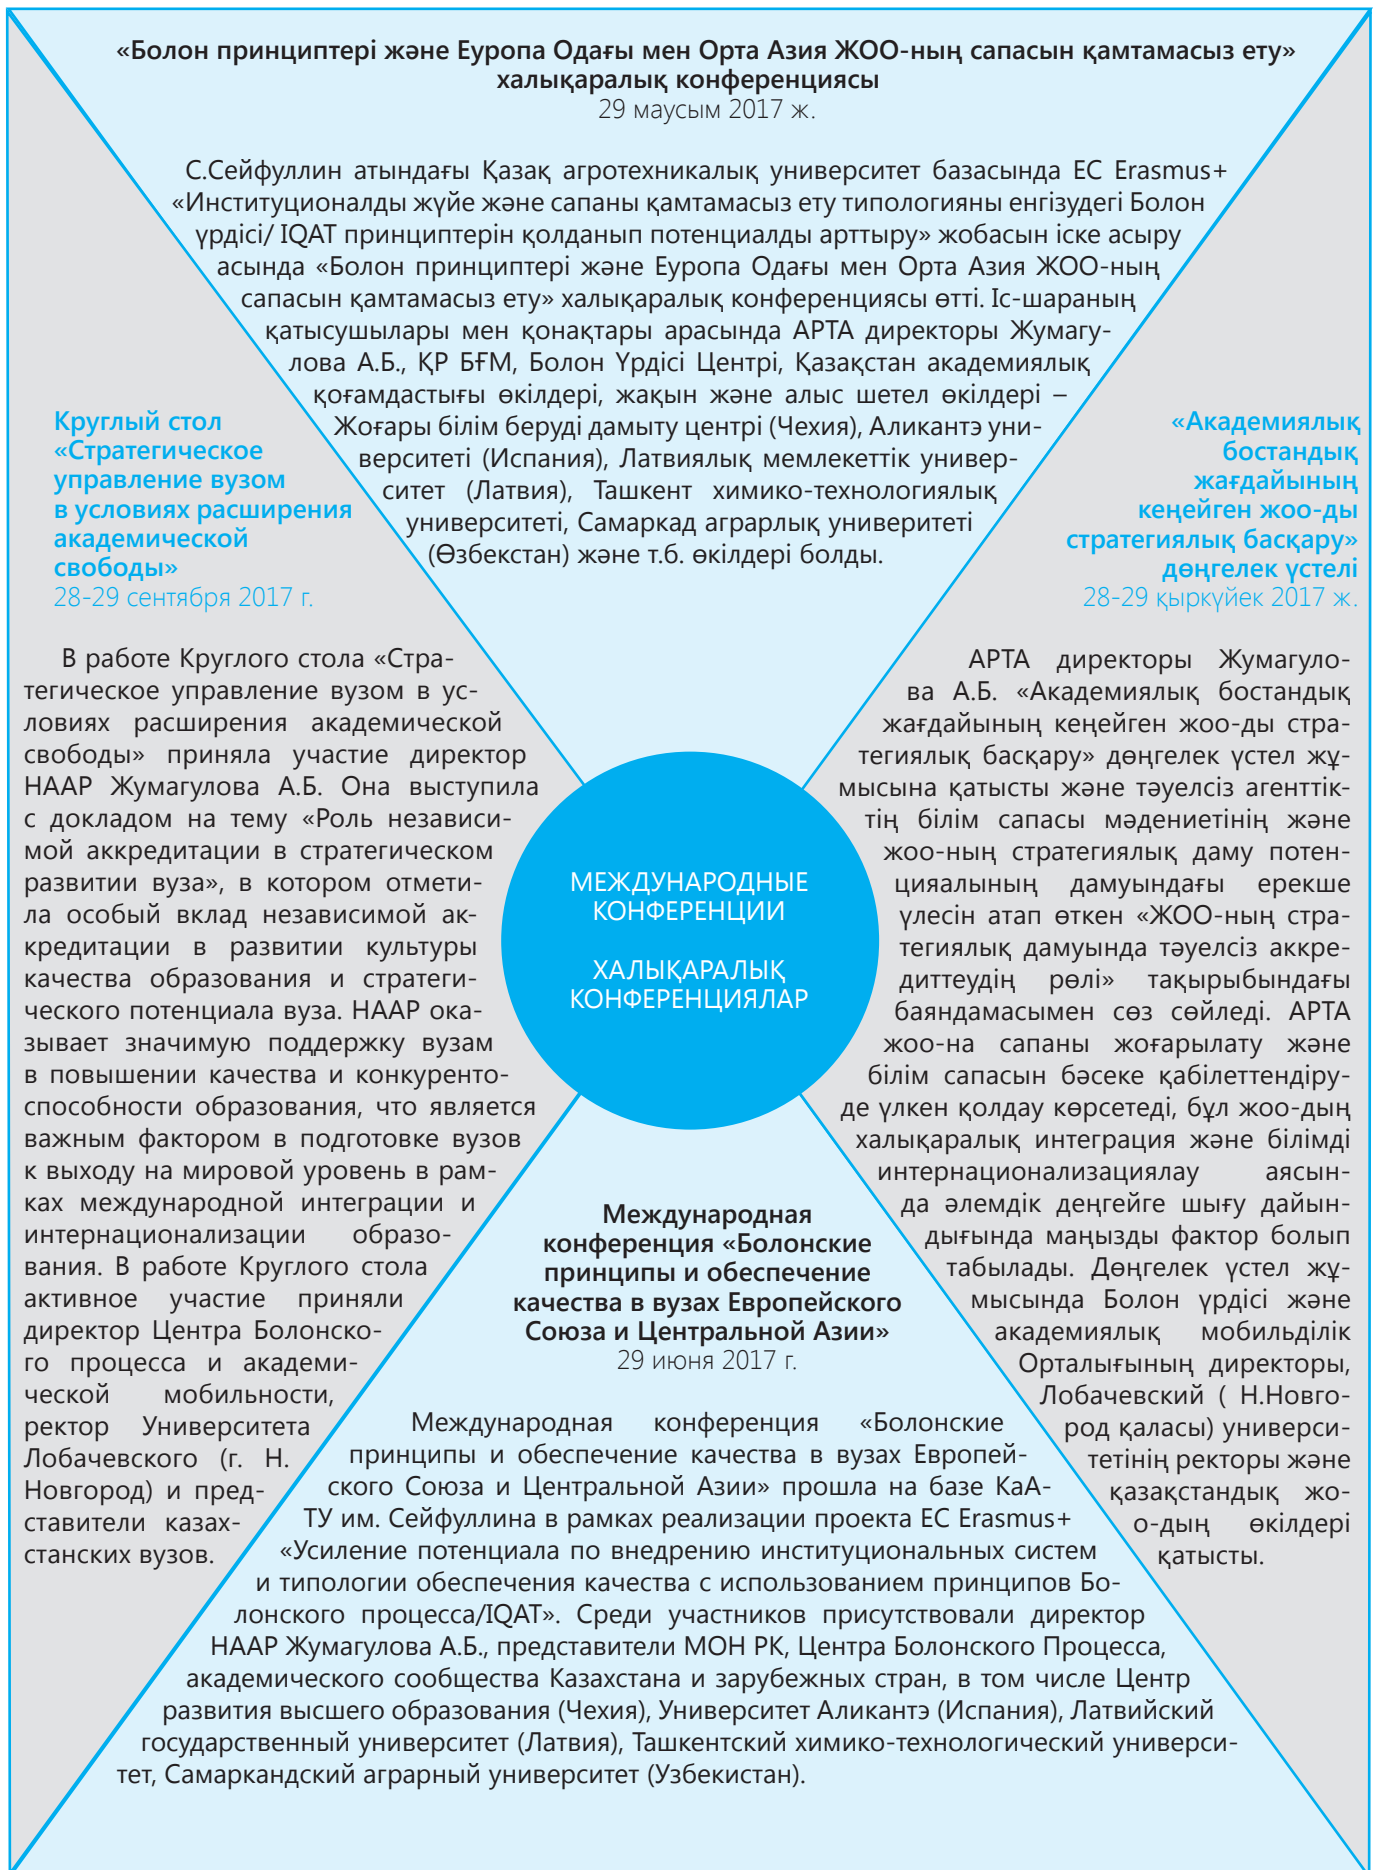 «Болон принциптері және Еуропа Одағы мен Орта Азия ЖОО-ның сапасын қамтамасыз ету»
халықаралық конференциясы
29 маусым 2017 ж.
С.Сейфуллин атындағы Қазақ агротехникалық университет базасында ЕС Erasmus+
«Институционалды жүйе және сапаны қамтамасыз ету типологияны енгізудегі Болон
үрдісі/ IQAT принциптерін қолданып потенциалды арттыру» жобасын іске асыру
асында «Болон принциптері және Еуропа Одағы мен Орта Азия ЖОО-ның
сапасын қамтамасыз ету» халықаралық конференциясы өтті. Іс-шараның
қатысушылары мен қонақтары арасында АРТА директоры Жумагу-
лова А.Б., ҚР БҒМ, Болон Үрдісі Центрі, Қазақстан академиялық
қоғамдастығы өкілдері, жақын және алыс шетел өкілдері –
Жоғары білім беруді дамыту центрі (Чехия), Аликантэ уни-
верситеті (Испания), Латвиялық мемлекеттік универ-
ситет (Латвия), Ташкент химико-технологиялық
университеті, Самаркад аграрлық универитеті
(Өзбекстан) және т.б. өкілдері болды.
Круглый стол
«Стратегическое
управление вузом
в условиях расширения
академической
свободы»
28-29 сентября 2017 г.
В работе Круглого стола «Стра-
тегическое управление вузом в ус-
ловиях расширения академической
свободы» приняла участие директор
НААР Жумагулова А.Б. Она выступила
с докладом на тему «Роль независи-
мой аккредитации в стратегическом
развитии вуза», в котором отмети-
ла особый вклад независимой ак-
кредитации в развитии культуры
качества образования и стратеги-
ческого потенциала вуза. НААР ока-
зывает значимую поддержку вузам
в повышении качества и конкуренто-
способности образования, что является
важным фактором в подготовке вузов
к выходу на мировой уровень в рам-
ках международной интеграции и
интернационализации образо-
вания. В работе Круглого стола
активное участие приняли
директор Центра Болонско-
го процесса и академи-
ческой мобильности,
ректор Университета
Лобачевского (г. Н.
Новгород) и пред-
ставители казах-
станских вузов.
«Академиялық
бостандық
жағдайының
кеңейген жоо-ды
стратегиялық басқару»
дөңгелек үстелі
28-29 қыркүйек 2017 ж.
АРТА директоры Жумагуло-
ва А.Б. «Академиялық бостандық
жағдайының кеңейген жоо-ды стра-
тегиялық басқару» дөңгелек үстел жұ-
мысына қатысты және тәуелсіз агенттік-
тің білім сапасы мәдениетінің және
жоо-ның стратегиялық даму потен-
цияалының дамуындағы ерекше
үлесін атап өткен «ЖОО-ның стра-
тегиялық дамуында тәуелсіз аккре-
диттеудің рөлі» тақырыбындағы
баяндамасымен сөз сөйледі. АРТА
жоо-на сапаны жоғарылату және
білім сапасын бәсеке қабілеттендіру-
де үлкен қолдау көрсетеді, бұл жоо-дың
халықаралық интеграция және білімді
интернационализациялау аясын-
да әлемдік деңгейге шығу дайын-
дығында маңызды фактор болып
табылады. Дөңгелек үстел жұ-
мысында Болон үрдісі және
академиялық мобильділік
Орталығының директоры,
Лобачевский ( Н.Новго-
род қаласы) универси-
тетінің ректоры және
қазақстандық жо-
о-дың өкілдері
қатысты.
МЕЖДУНАРОДНЫЕ
КОНФЕРЕНЦИИ
ХАЛЫҚАРАЛЫҚ
КОНФЕРЕНЦИЯЛАР
Международная
конференция «Болонские
принципы и обеспечение
качества в вузах Европейского
Союза и Центральной Азии»
29 июня 2017 г.
Международная конференция «Болонские
принципы и обеспечение качества в вузах Европей-
ского Союза и Центральной Азии» прошла на базе КаА-
ТУ им. Сейфуллина в рамках реализации проекта ЕС Erasmus+
«Усиление потенциала по внедрению институциональных систем
и типологии обеспечения качества с использованием принципов Бо-
лонского процесса/IQAT». Среди участников присутствовали директор
НААР Жумагулова А.Б., представители МОН РК, Центра Болонского Процесса,
академического сообщества Казахстана и зарубежных стран, в том числе Центр
развития высшего образования (Чехия), Университет Аликантэ (Испания), Латвийский
государственный университет (Латвия), Ташкентский химико-технологический универси-
тет, Самаркандский аграрный университет (Узбекистан).